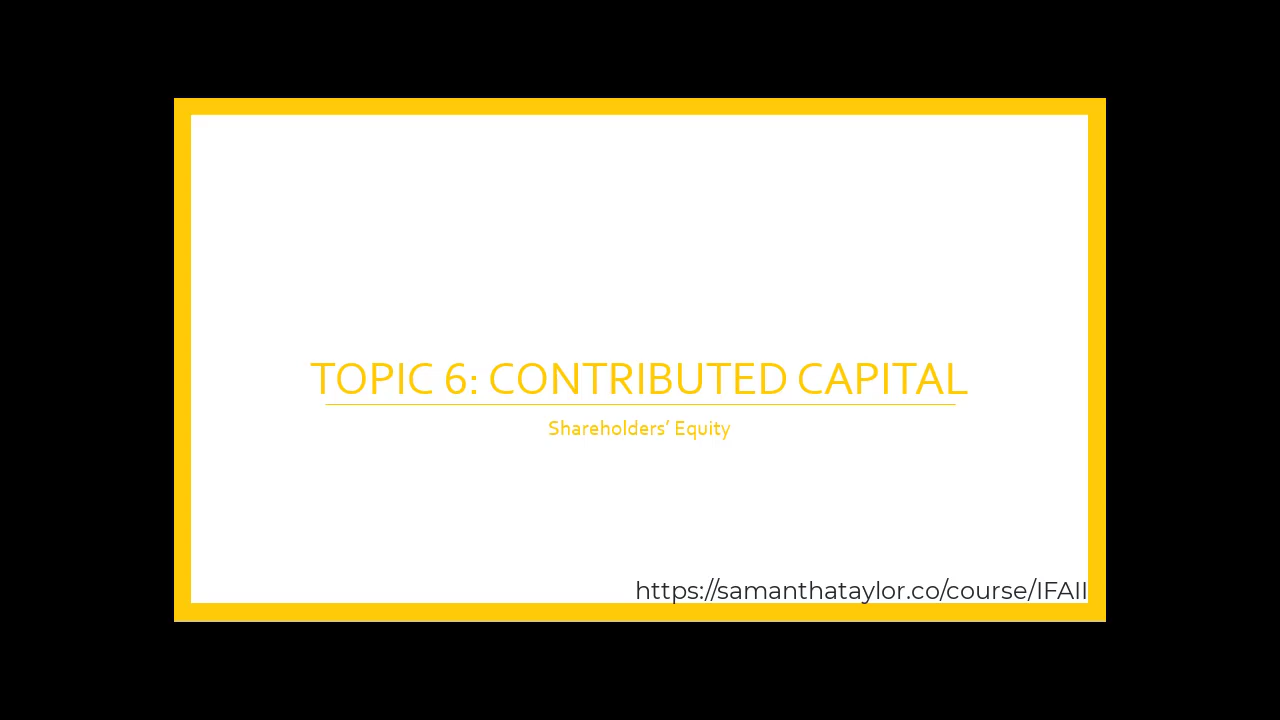 TOPIC 6: CONTRIBUTED CAPITAL
Shareholders’ Equity
https://samanthataylor.co/course/IFAII